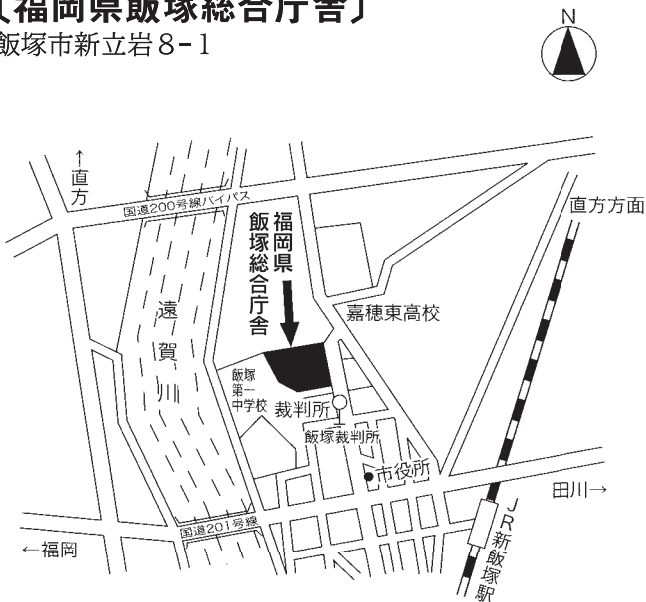 〔福岡県飯塚総合庁舎〕
飯塚市新立岩8-1
N
↑直方
国道200号線バイパス
直方方面
福岡県
飯塚総合庁舎
遠賀川
嘉穂東高校
飯塚
第一
中学校
裁判所
飯塚裁判所
市役所
田川→
国道201号線
←福岡
JR新飯塚駅